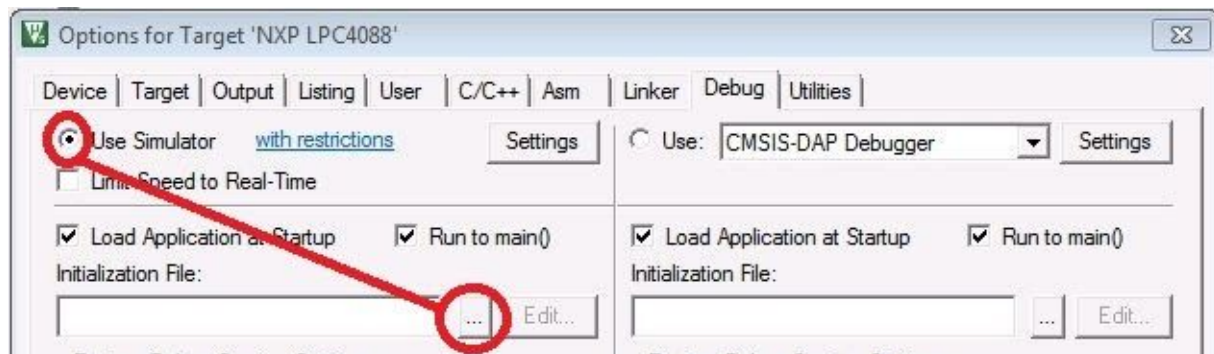 Options for Target 'NXP LPC4088'
Device Target Output Listing User C/C++ Asm Linker Debug Utilities
Use Simulator with restrictions Settings Use: CMSIS-DAP Debugger Settings
Limit Speed to Real-Time
Load Application at Startup Run to main() Load Application at Startup Run to main()
Initialization File: Initialization File:
... Edit... ... Edit...